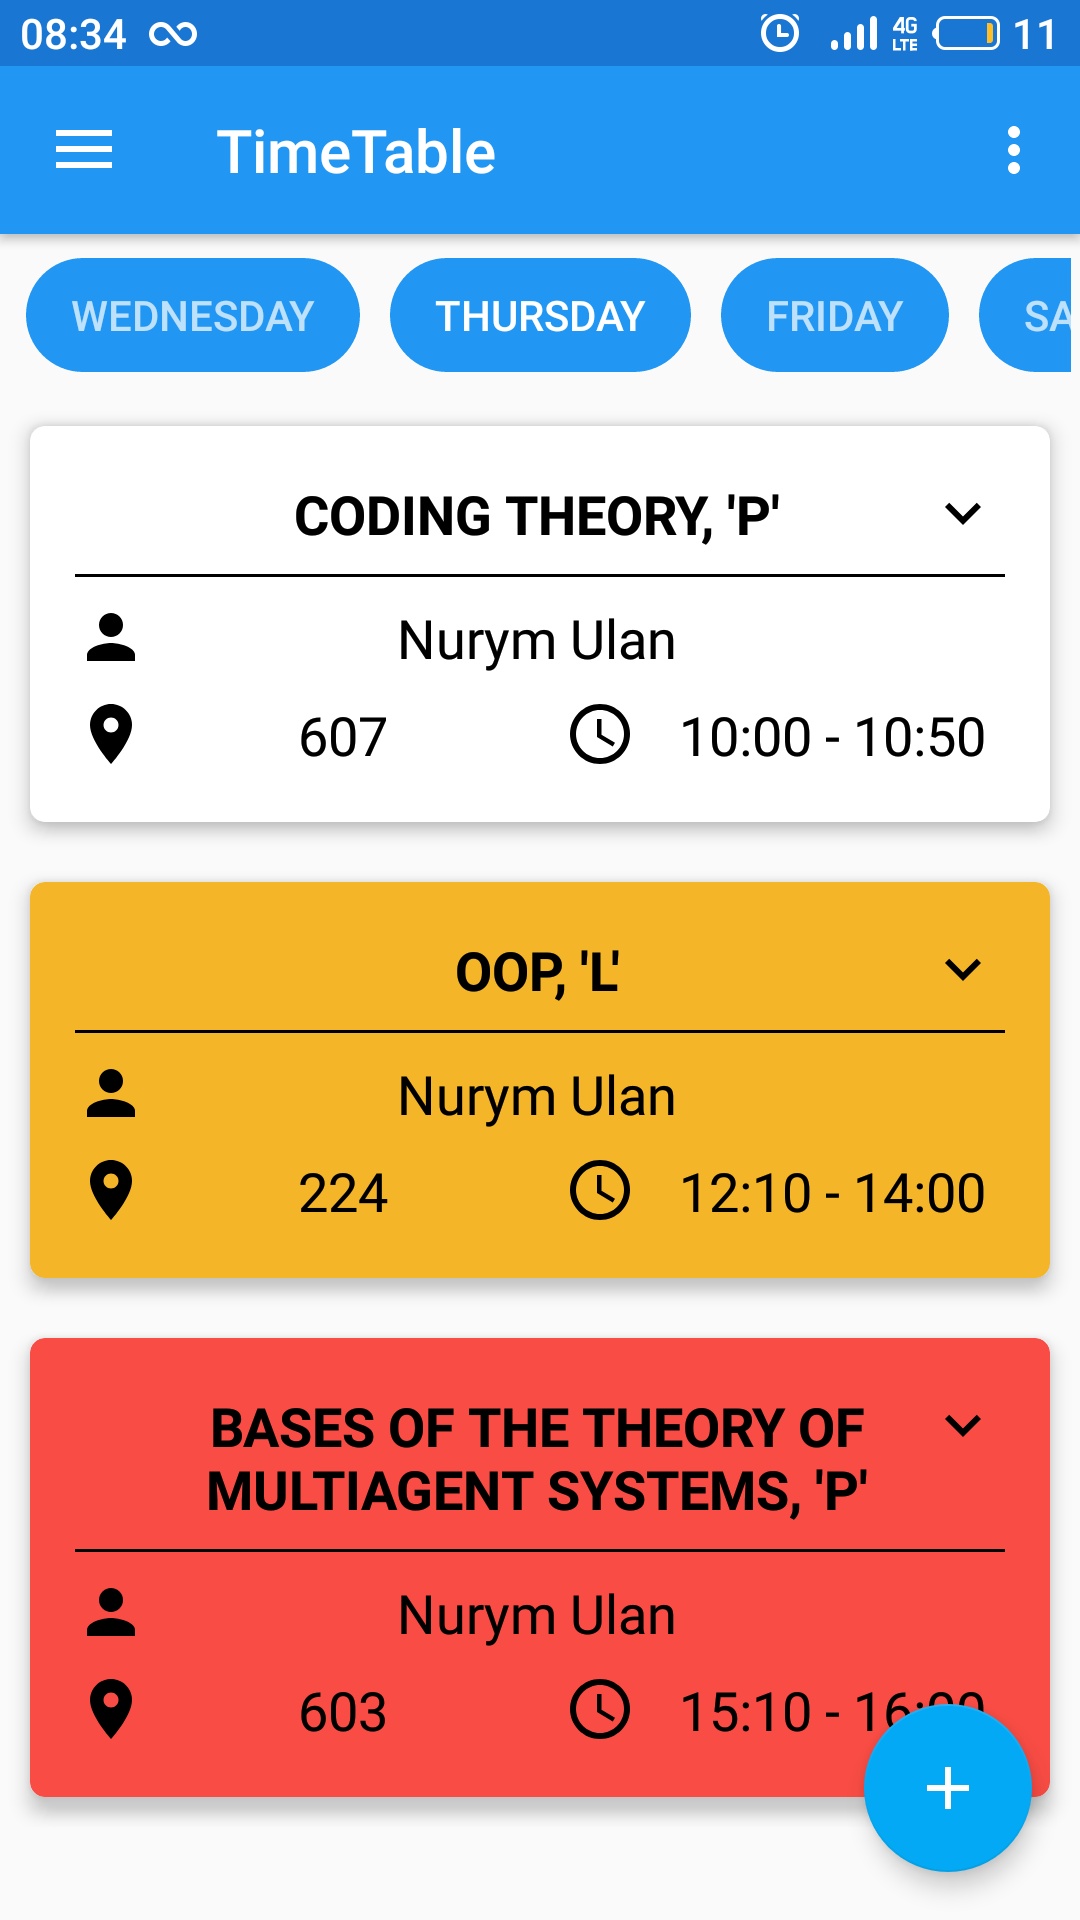 08:34 4G LTE 11
TimeTable
WEDNESDAY THURSDAY FRIDAY SA
CODING THEORY, 'P'
Nurym Ulan
607 10:00 - 10:50
OOP, 'L'
Nurym Ulan
224 12:10 - 14:00
BASES OF THE THEORY OF
MULTIAGENT SYSTEMS, 'P'
Nurym Ulan
603 15:10 -